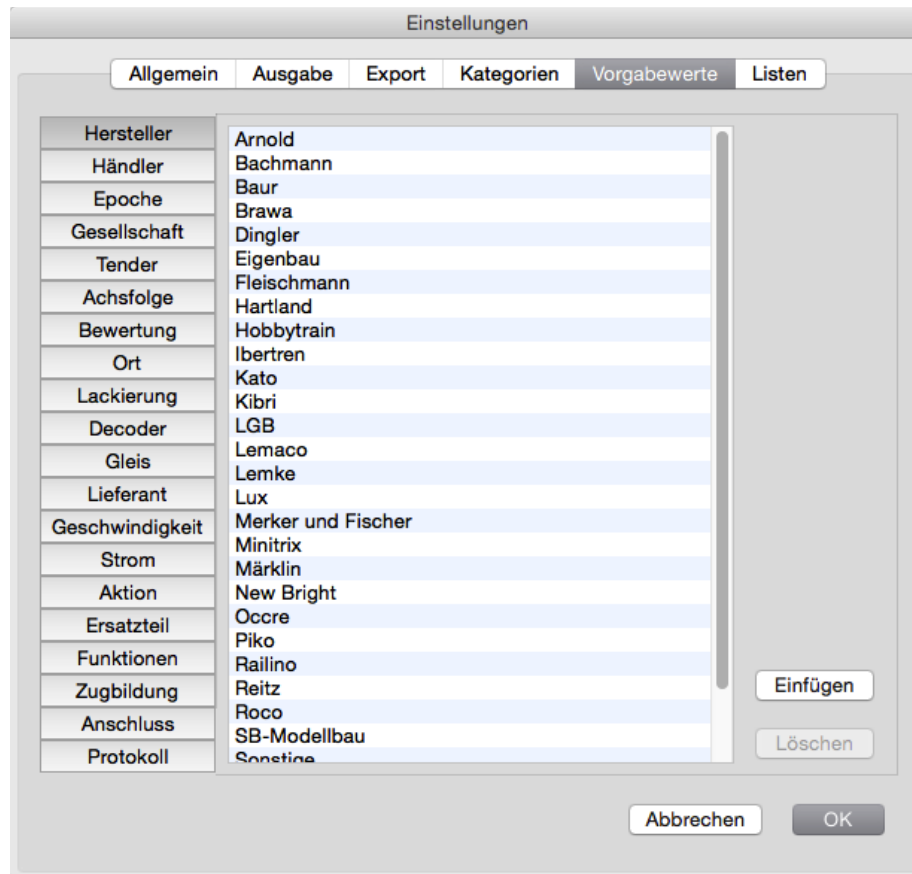 Einstellungen
Allgemein Ausgabe Export Kategorien Vorgabewerte Listen
Hersteller
Händler
Epoche
Gesellschaft
Tender
Achsfolge
Bewertung
Ort
Lackierung
Decoder
Gleis
Lieferant
Geschwindigkeit
Strom
Aktion
Ersatzteil
Funktionen
Zugbildung
Anschluss
Protokoll
Arnold
Bachmann
Baur
Brawa
Dingler
Eigenbau
Fleischmann
Hartland
Hobbytrain
Ibertren
Kato
Kibri
LGB
Lemaco
Lemke
Lux
Merker und Fischer
Minitrix
Märklin
New Bright
Occre
Piko
Railino
Reitz
Roco
SB-Modellbau
Sonstige
Einfügen
Löschen
Abbrechen OK